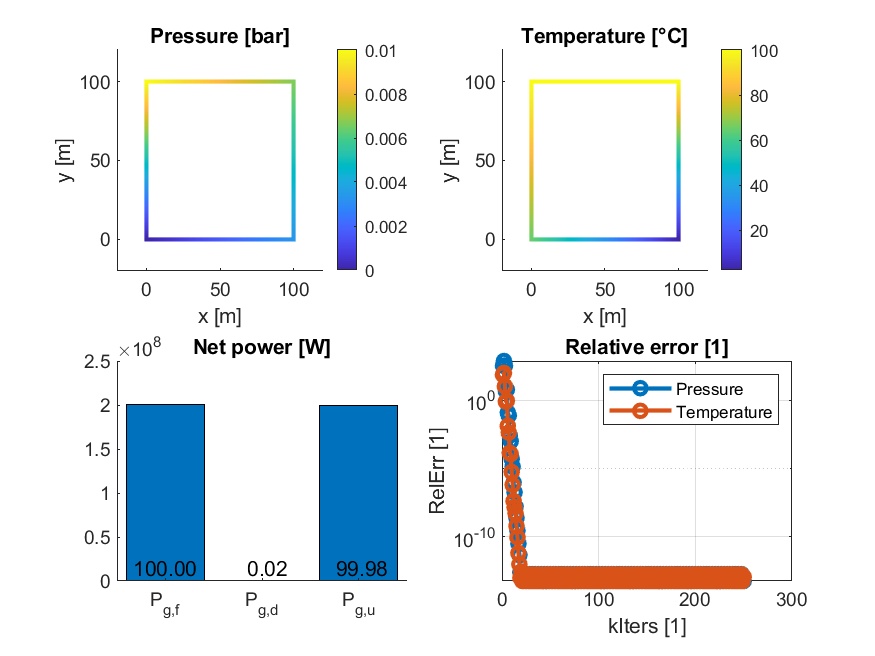 Pressure [bar]
y [m]
100
50
0
0
50
100
x [m]
0.01
0.008
0.006
0.004
0.002
0
Temperature [°C]
y [m]
100
50
0
0
50
100
x [m]
100
80
60
40
20
Net power [W]
×10^8
2.5
2
1.5
1
0.5
0
100.00
0.02
99.98
P_g,f
P_g,d
P_g,u
Relative error [1]
RelErr [1]
10^0
10^-10
Pressure
Temperature
0
100
200
300
kIters [1]